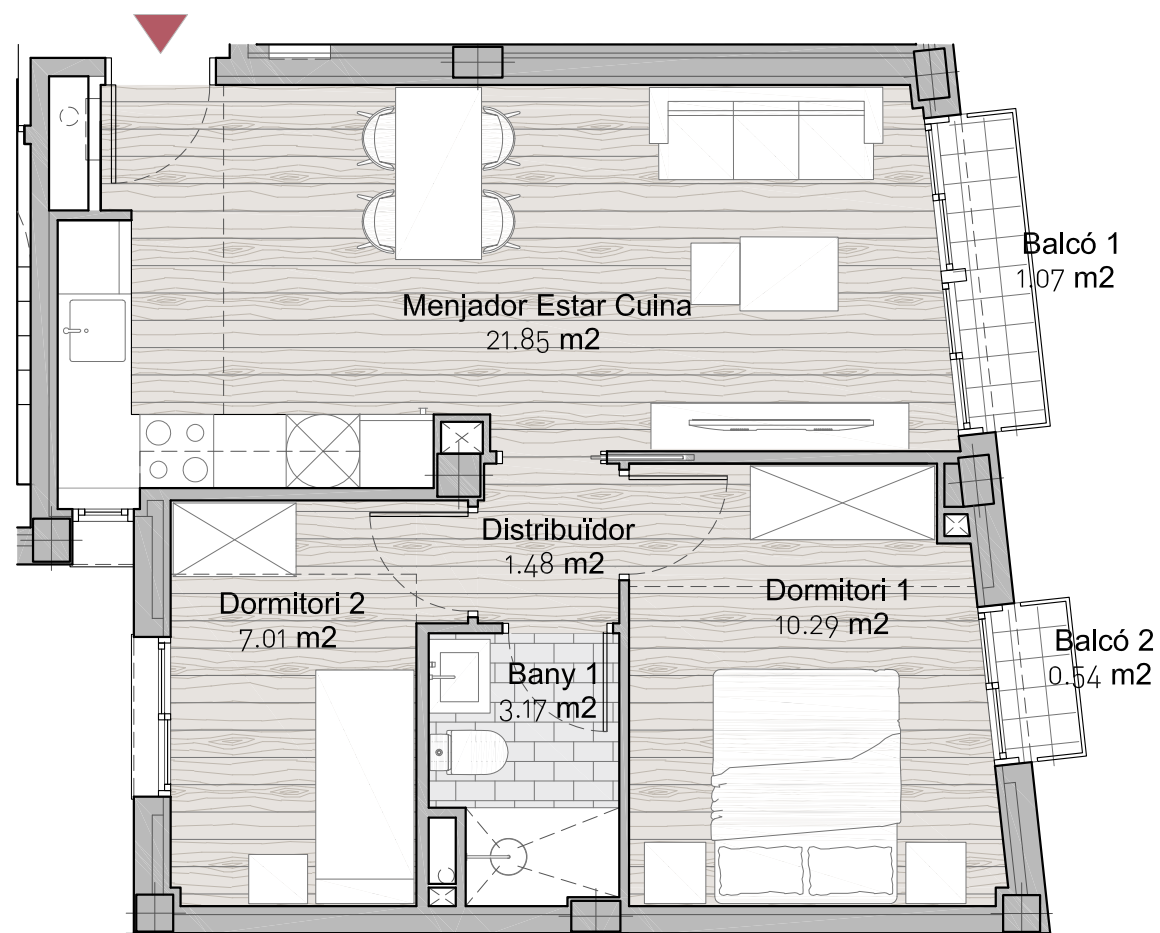 Balcó 1
1.07 m2
Menjador Estar Cuina
21.85 m2
Distribuïdor
1.48 m2
Dormitori 1
10.29 m2
Dormitori 2
7.01 m2
Balcó 2
0.54 m2
Bany 1
3.17 m2